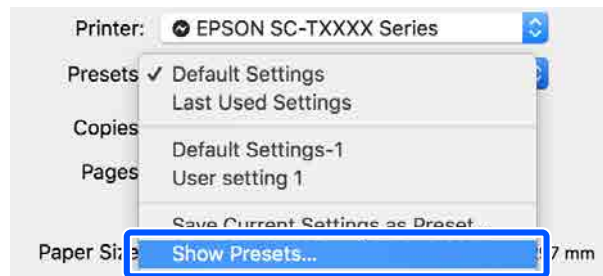 Printer: EPSON SC-TXXXX Series
Presets ✓ Default Settings
Last Used Settings
Copies
Default Settings-1
Pages User setting 1
Save Current Settings as Preset
Paper Size Show Presets... 7 mm